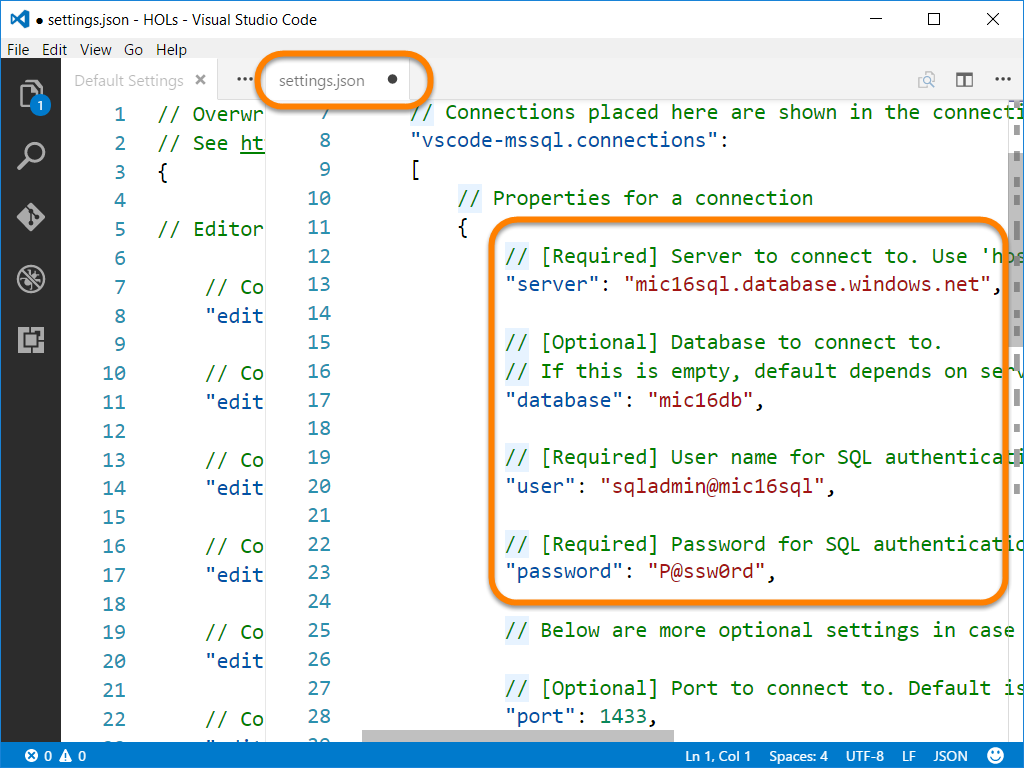 ● settings.json - HOLs - Visual Studio Code
File Edit View Go Help
Default Settings
settings.json ●
1
1 // Overwr
2 // See ht
3 {
4
5 // Editor
6
7 // Co
8 "edit
9
10 // Co
11 "edit
12
13 // Co
14 "edit
15
16 // Co
17 "edit
18
19 // Co
20 "edit
21
22 // Co
7 // Connections placed here are shown in the connecti
8 "vscode-mssql.connections":
9 [
10 // Properties for a connection
11 {
12 // [Required] Server to connect to. Use 'hos
13 "server": "mic16sql.database.windows.net",
14
15 // [Optional] Database to connect to.
16 // If this is empty, default depends on serv
17 "database": "mic16db",
18
19 // [Required] User name for SQL authenticati
20 "user": "sqladmin@mic16sql",
21
22 // [Required] Password for SQL authenticatio
23 "password": "P@ssw0rd",
24
25 // Below are more optional settings in case
26
27 // [Optional] Port to connect to. Default is
28 "port": 1433,
0 0
Ln 1, Col 1 Spaces: 4 UTF-8 LF JSON